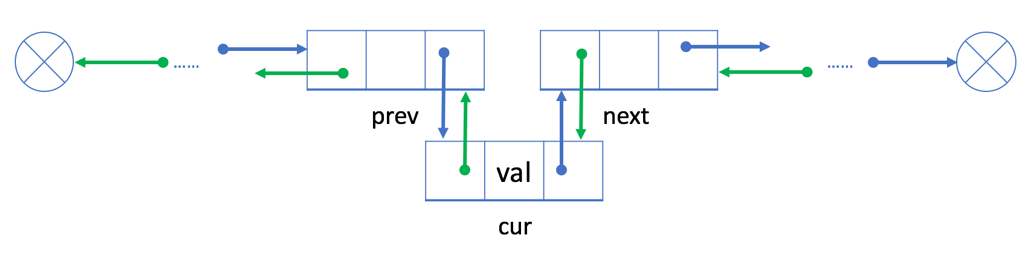 ......
......
prev
next
val
cur